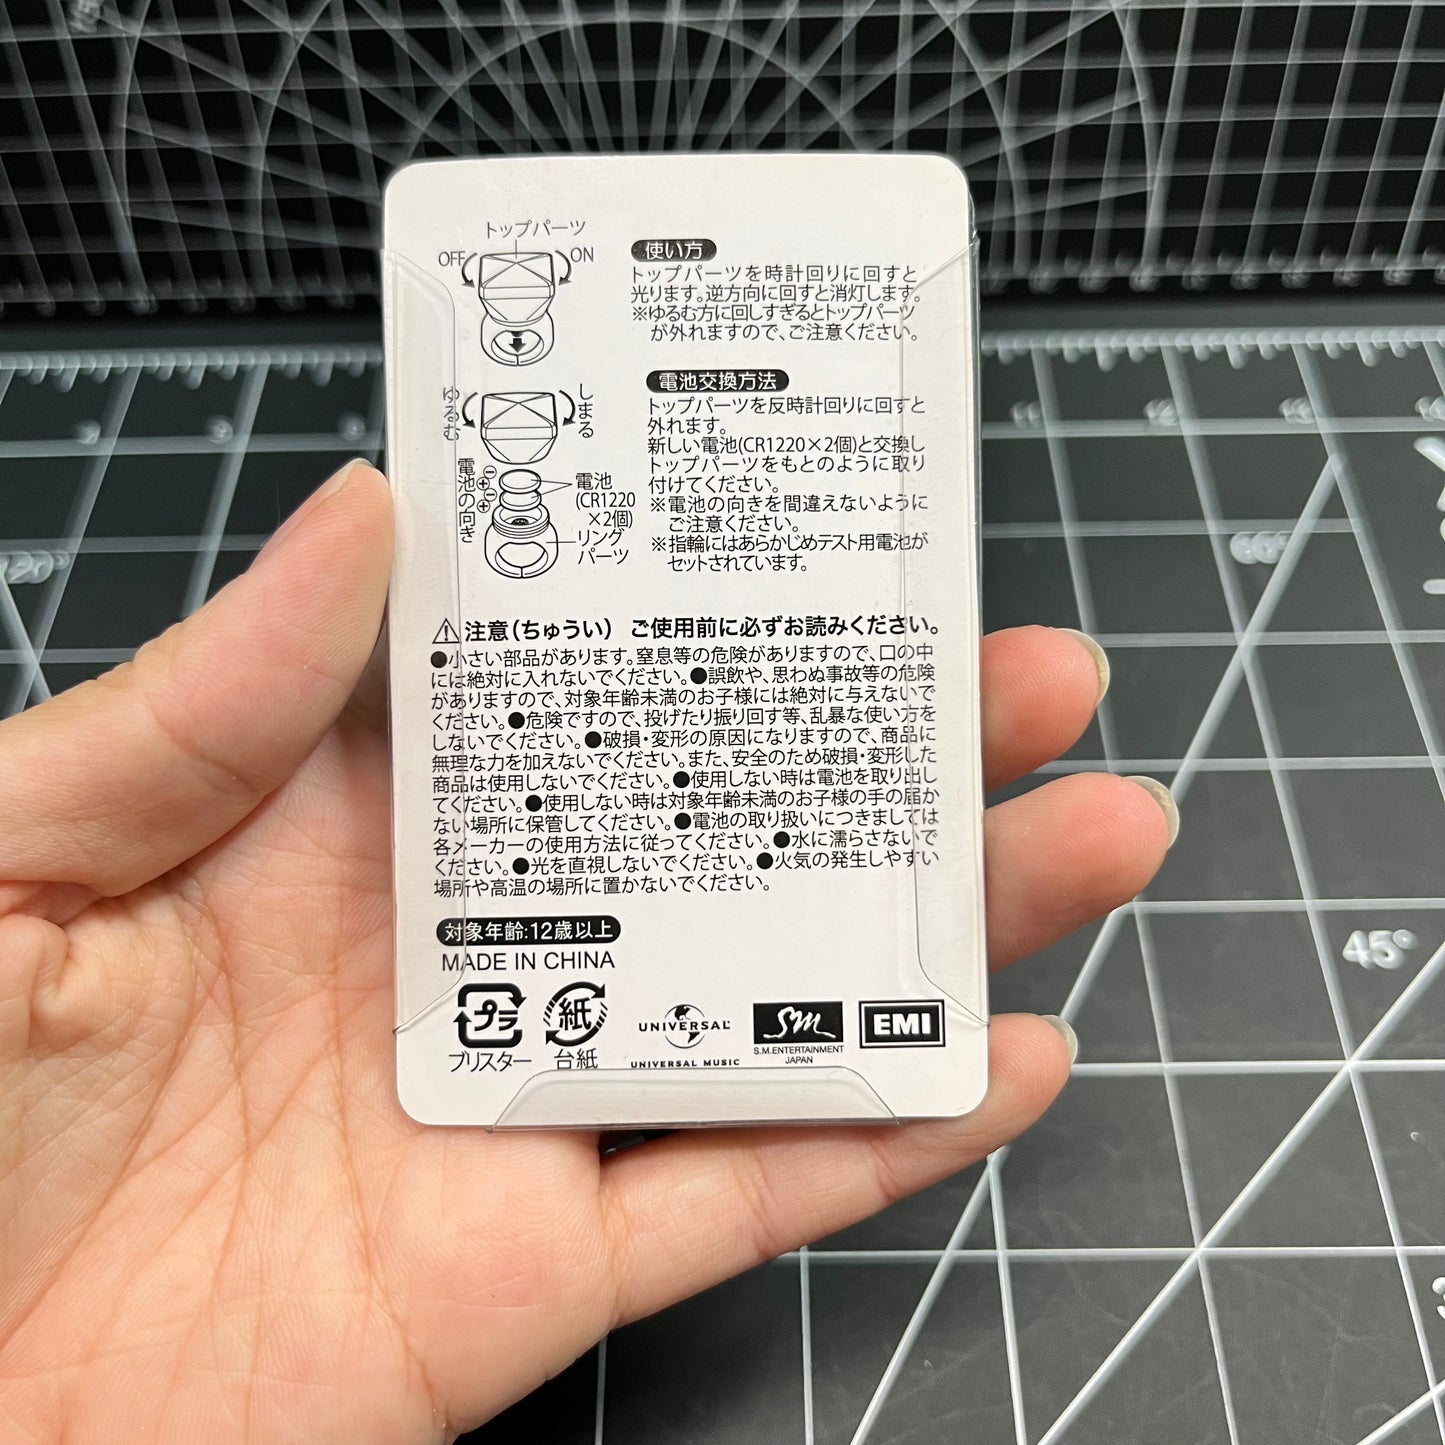 トップパーツ
OFF
ON
使い方
トップパーツを時計回りに回すと
光ります。逆方向に回すと消灯します。
※ゆるむ方に回しすぎるとトップパーツ
が外れますので、ご注意ください。
ゆるむ
しまる
電池の向き
⊖⊕⊖⊕
電池
(CR1220
×2個)
リング
パーツ
電池交換方法
トップパーツを反時計回りに回すと
外れます。
新しい電池(CR1220×2個)と交換し
トップパーツをもとのように取り
付けてください。
※電池の向きを間違えないように
ご注意ください。
※指輪にはあらかじめテスト用電池が
セットされています。
⚠注意(ちゅうい) ご使用前に必ずお読みください。
●小さい部品があります。窒息等の危険がありますので、口の中
には絶対に入れないでください。●誤飲や、思わぬ事故等の危険
がありますので、対象年齢未満のお子様には絶対に与えないで
ください。●危険ですので、投げたり振り回す等、乱暴な使い方を
しないでください。●破損・変形の原因になりますので、商品に
無理な力を加えないでください。また、安全のため破損・変形した
商品は使用しないでください。●使用しない時は電池を取り出し
てください。●使用しない時は対象年齢未満のお子様の手の届か
ない場所に保管してください。●電池の取り扱いにつきましては
各メーカーの使用方法に従ってください。●水に濡らさないで
ください。●光を直視しないでください。●火気の発生しやすい
場所や高温の場所に置かないでください。
対象年齢:12歳以上
MADE IN CHINA
プラ
ブリスター
紙
台紙
UNIVERSAL
UNIVERSAL MUSIC
SM
S.M.ENTERTAINMENT
JAPAN
EMI
45°